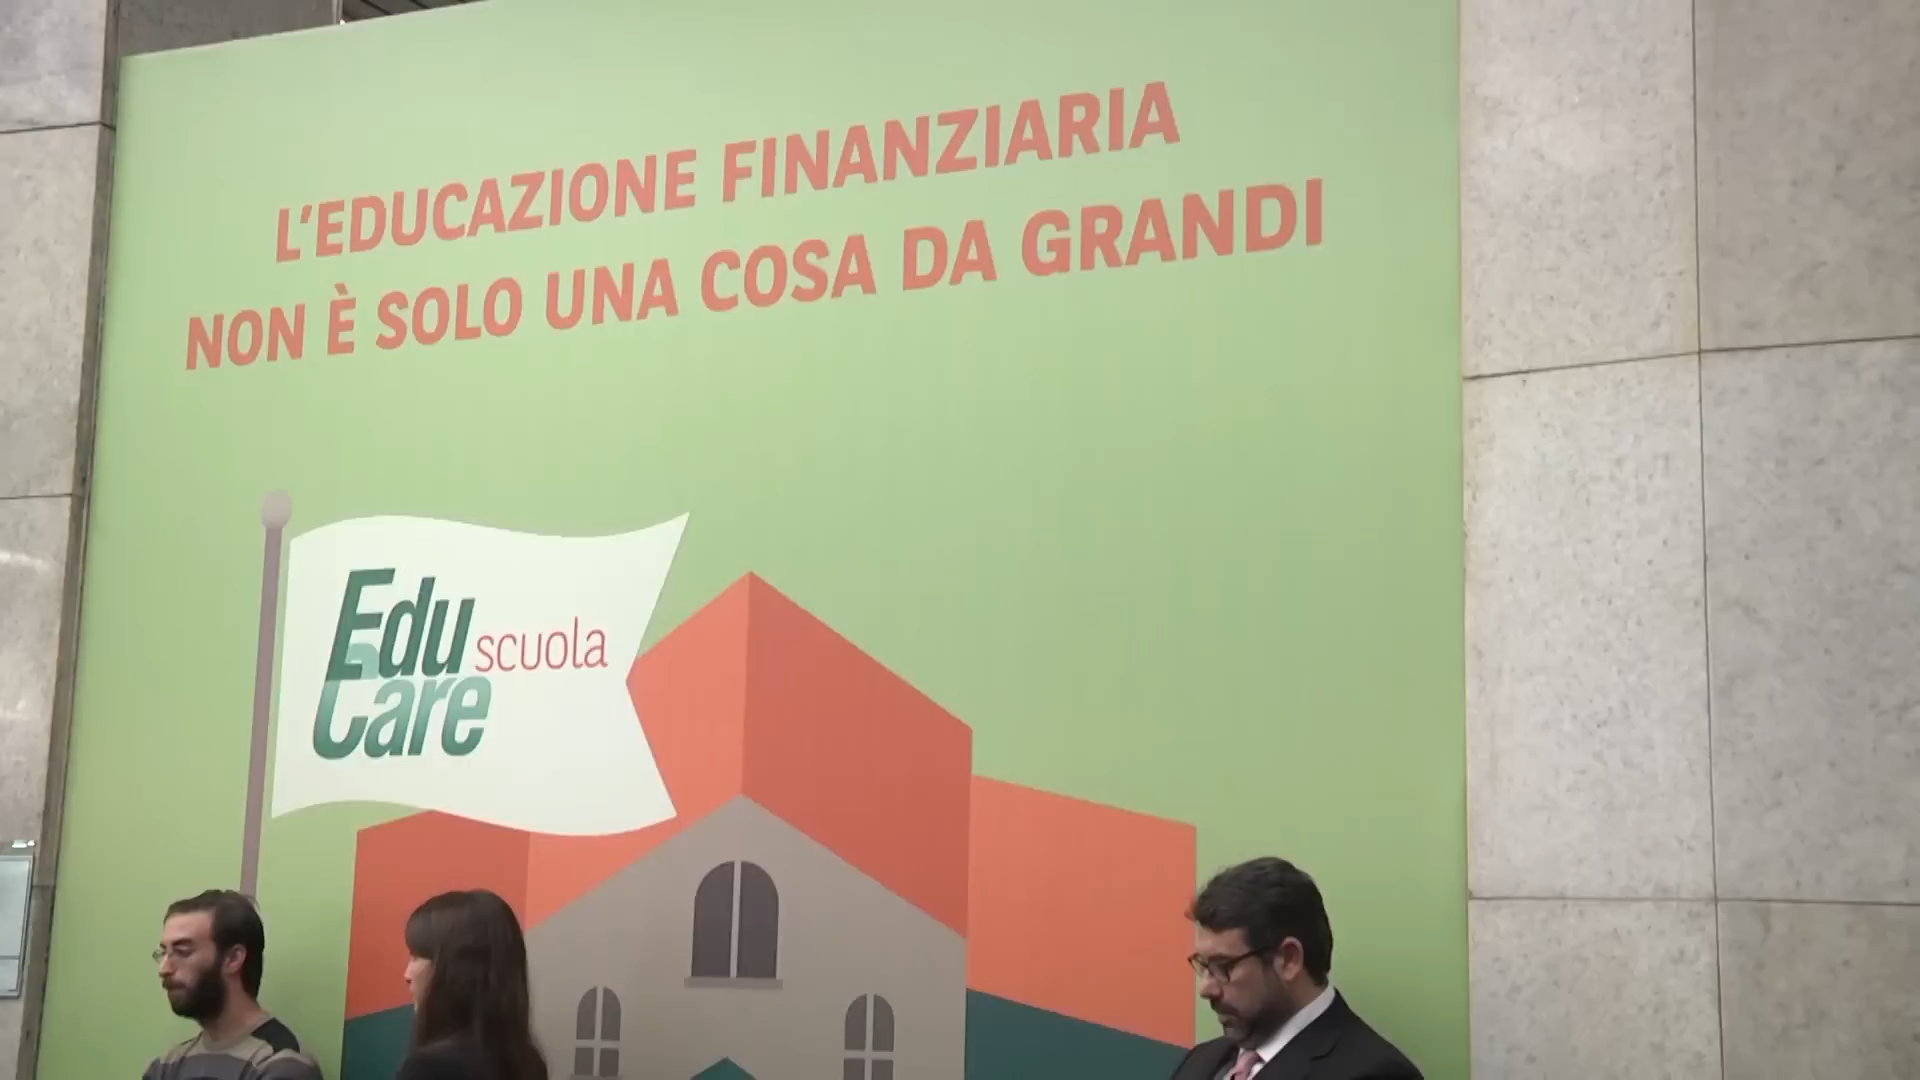 L'EDUCAZIONE FINANZIARIA
NON È SOLO UNA COSA DA GRANDI
Edu scuola
Care